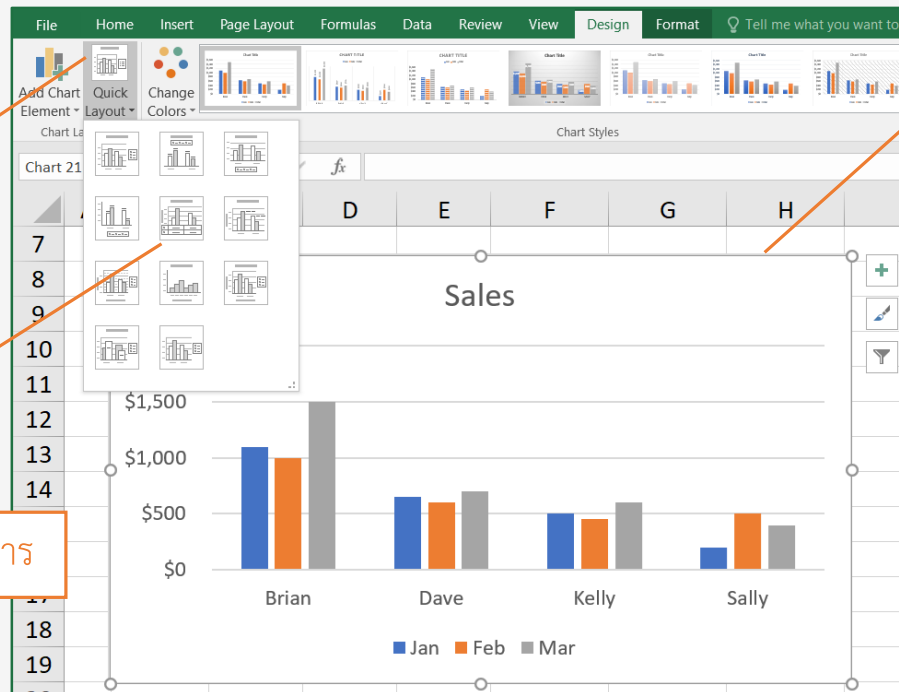 File Home Insert Page Layout Formulas Data Review View Design Format Tell me what you want to
Add Chart Element Quick Layout Change Colors
Chart La Chart Styles
Chart 21 fx
D E F G H
7
8
9
10
11
12
13
14
17
18
19
Sales
$1,500
$1,000
$500
$0
Brian Dave Kelly Sally
Jan Feb Mar
าร